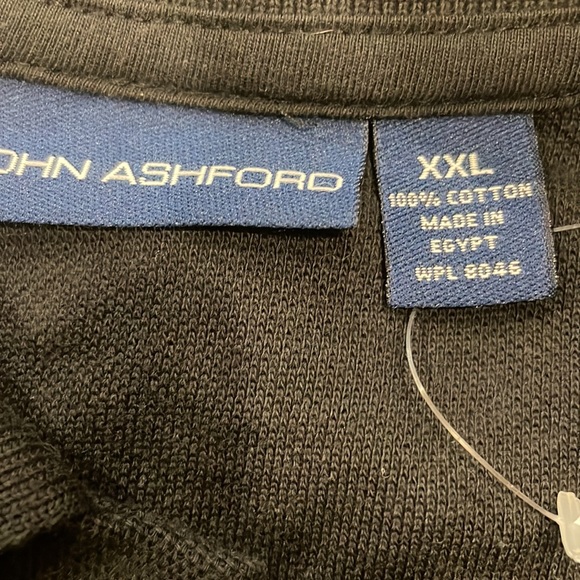 OHN ASHFORD
XXL
100% COTTON
MADE IN
EGYPT
WPL 8046